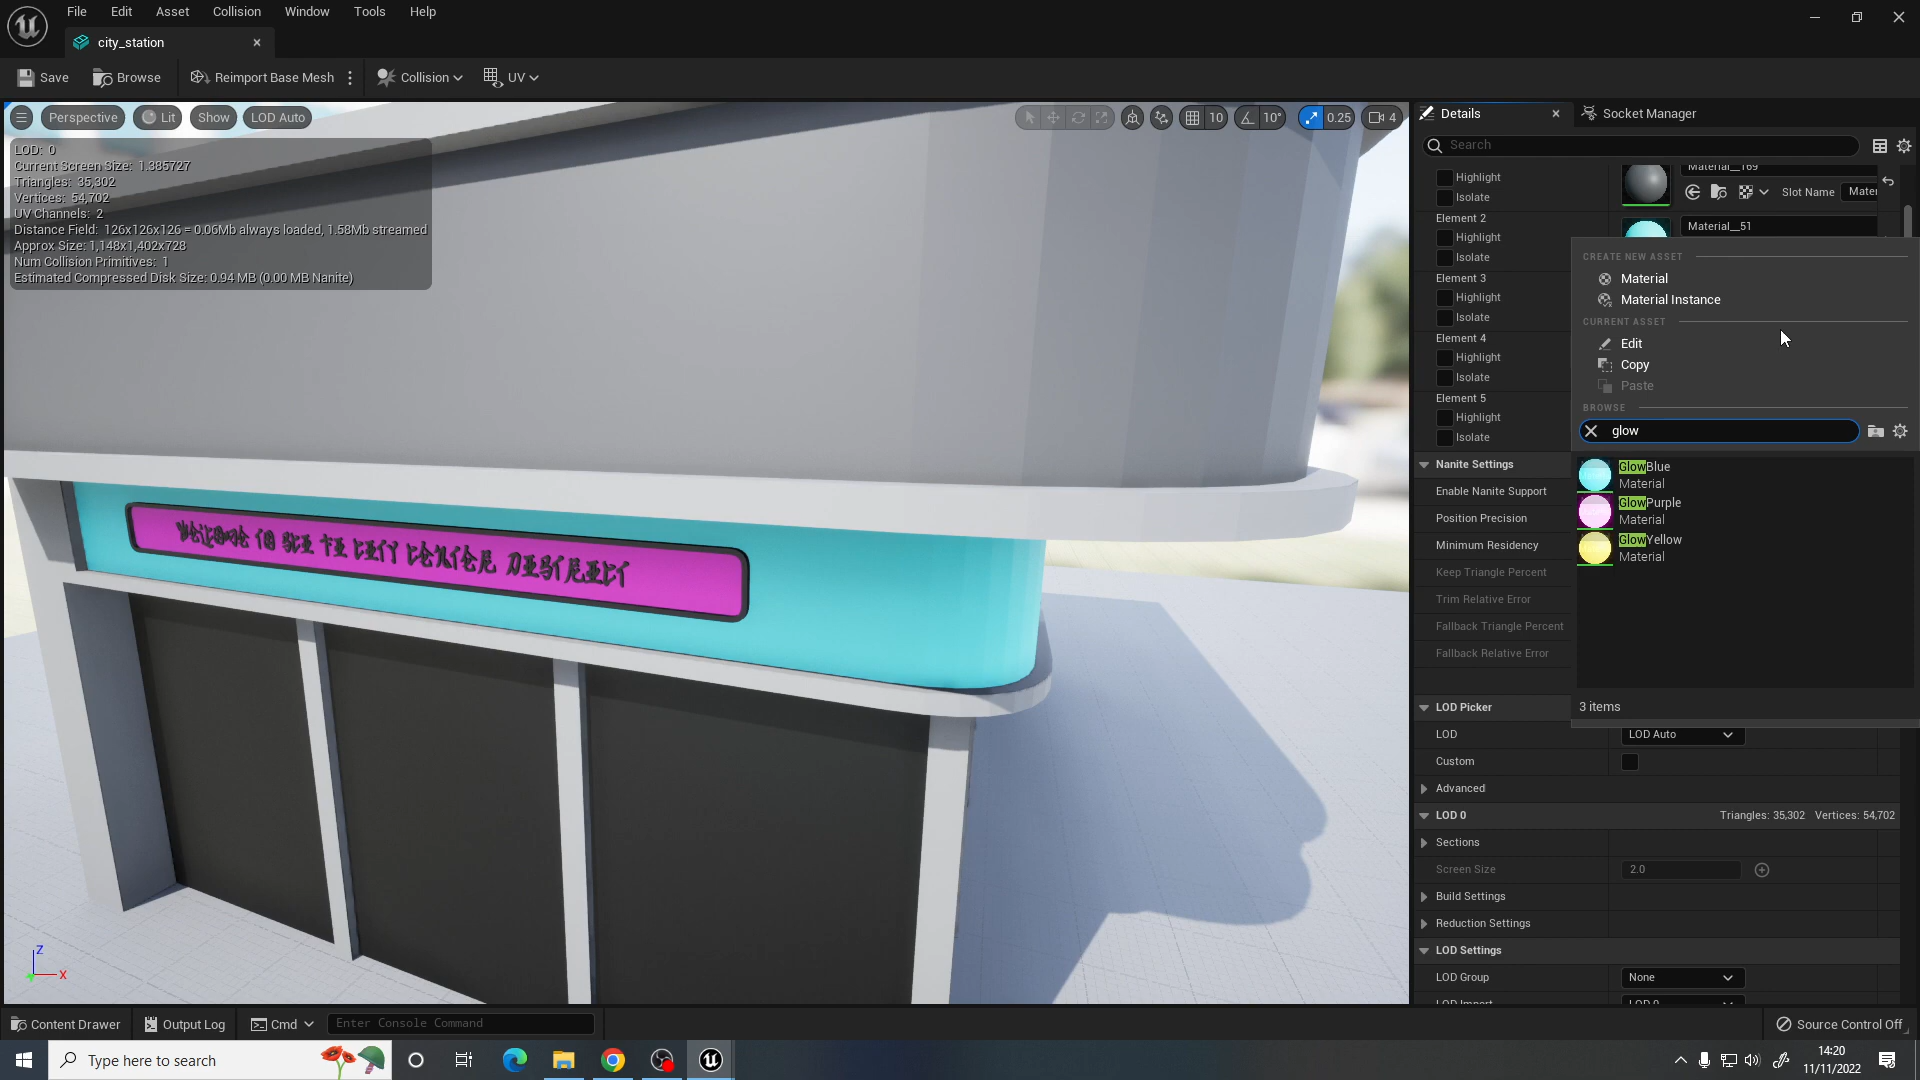 File Edit Asset Collision Window Tools Help
city_station
Save Browse Reimport Base Mesh Collision UV
Perspective Lit Show LOD Auto
10 10° 0.25 4
LOD: 0
Current Screen Size: 1.385727
Triangles: 35,302
Vertices: 54,702
UV Channels: 2
Distance Field: 126x126x126 = 0.06Mb always loaded, 1.58Mb streamed
Approx Size: 1,148x1,402x728
Num Collision Primitives: 1
Estimated Compressed Disk Size: 0.94 MB (0.00 MB Nanite)
Z
X
Details Socket Manager
Search
Material__169
Highlight
Isolate
Slot Name Mater
Element 2
Material__51
Highlight
Isolate
Element 3
Highlight
Isolate
Element 4
Highlight
Isolate
Element 5
Highlight
Isolate
CREATE NEW ASSET
Material
Material Instance
CURRENT ASSET
Edit
Copy
Paste
BROWSE
glow
GlowBlue
Material
GlowPurple
Material
GlowYellow
Material
3 items
Nanite Settings
Enable Nanite Support
Position Precision
Minimum Residency
Keep Triangle Percent
Trim Relative Error
Fallback Triangle Percent
Fallback Relative Error
LOD Picker
LOD LOD Auto
Custom
Advanced
LOD 0 Triangles: 35,302 Vertices: 54,702
Sections
Screen Size 2.0
Build Settings
Reduction Settings
LOD Settings
LOD Group None
LOD Import LOD 0
Content Drawer Output Log Cmd Enter Console Command Source Control Off
Type here to search
14:20
11/11/2022